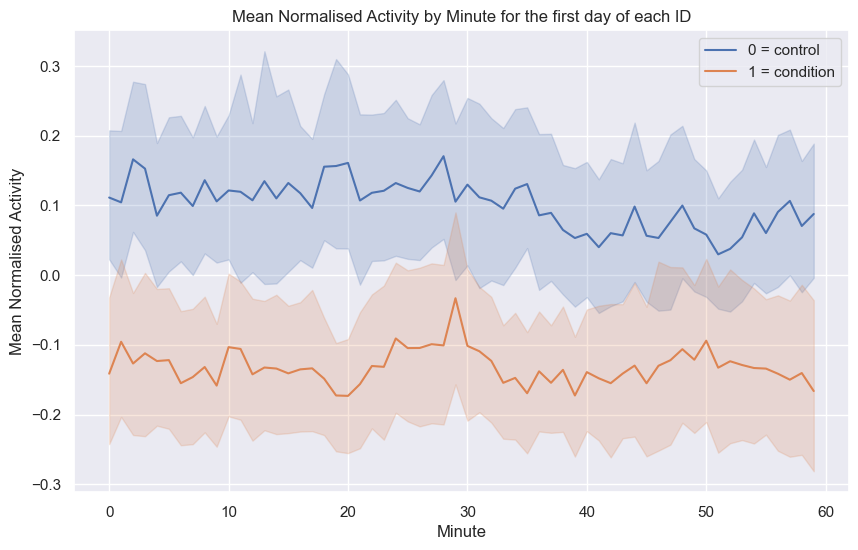 Mean Normalised Activity by Minute for the first day of each ID
0 = control
1 = condition
Mean Normalised Activity
0.3
0.2
0.1
0.0
−0.1
−0.2
−0.3
0 10 20 30 40 50 60
Minute